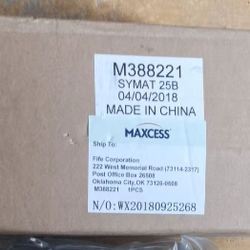 M388221
SYMAT 25B
04/04/2018
MADE IN CHINA
MAXCESS
Ship To:
Fife Corporation
222 West Memorial Road (73114-2317)
Post Office Box 26508
Oklahoma City,OK 73126-0508
M388221 1PCS
N/O:WX20180925268